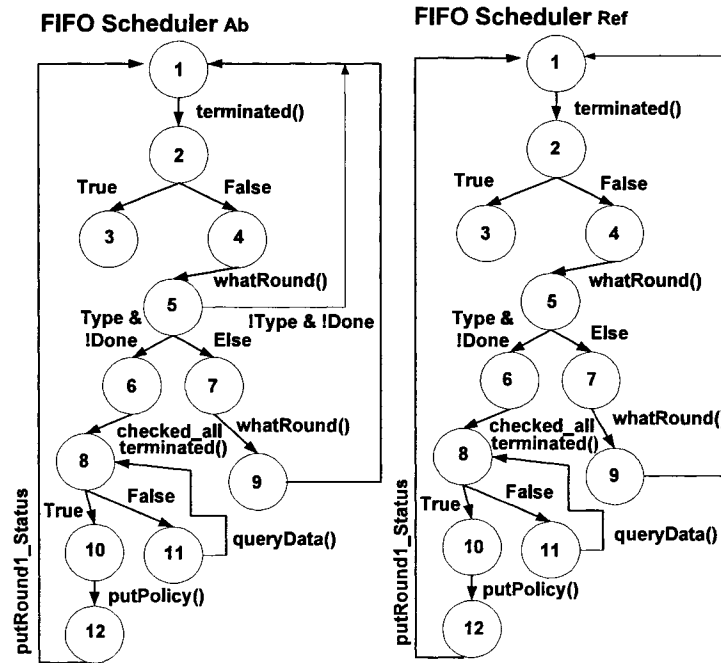 FIFO Scheduler Ab
1
terminated()
2
True
False
3
4
whatRound()
5
Type &
!Done
!Type & !Done
Else
6
7
whatRound()
checked_all
terminated()
8
9
True
False
10
11
queryData()
putPolicy()
12
putRound1_Status
FIFO Scheduler Ref
1
terminated()
2
True
False
3
4
whatRound()
5
Type &
!Done
Else
6
7
whatRound()
checked_all
terminated()
8
9
True
False
10
11
queryData()
putPolicy()
12
putRound1_Status